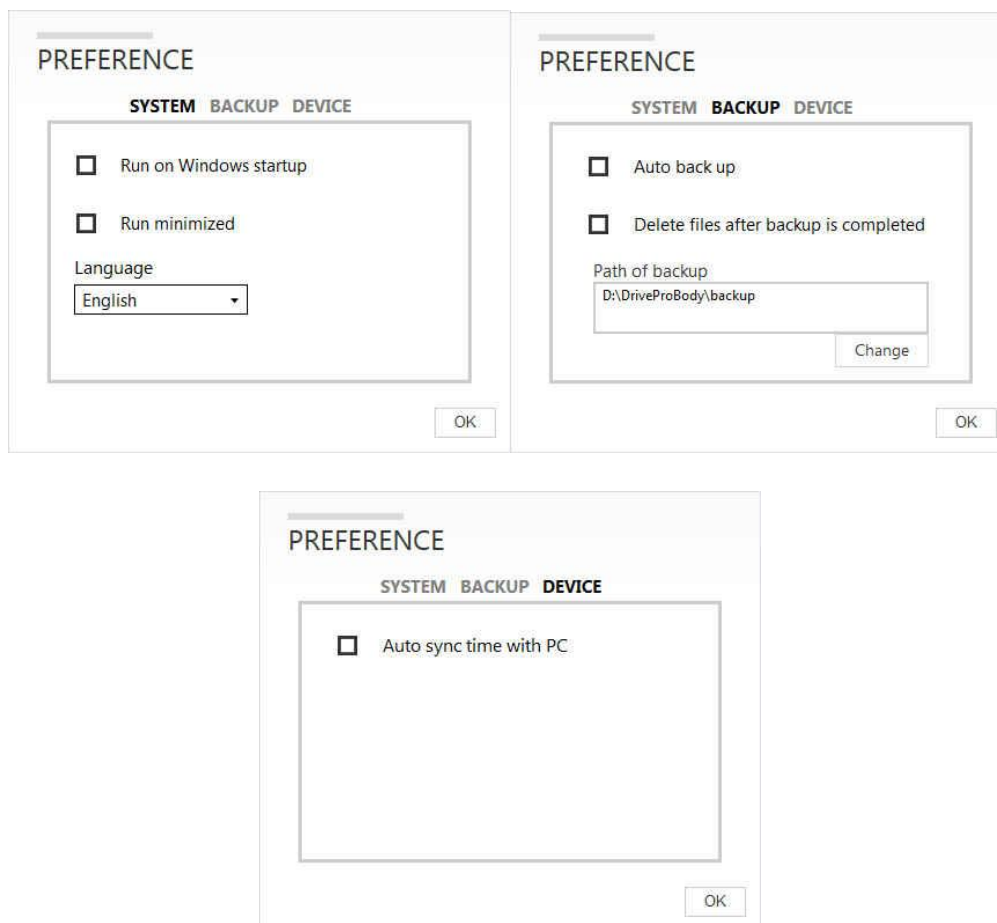 PREFERENCE
SYSTEM BACKUP DEVICE
Run on Windows startup
Run minimized
Language
English
OK
PREFERENCE
SYSTEM BACKUP DEVICE
Auto back up
Delete files after backup is completed
Path of backup
D:\DriveProBody\backup
Change
OK
PREFERENCE
SYSTEM BACKUP DEVICE
Auto sync time with PC
OK